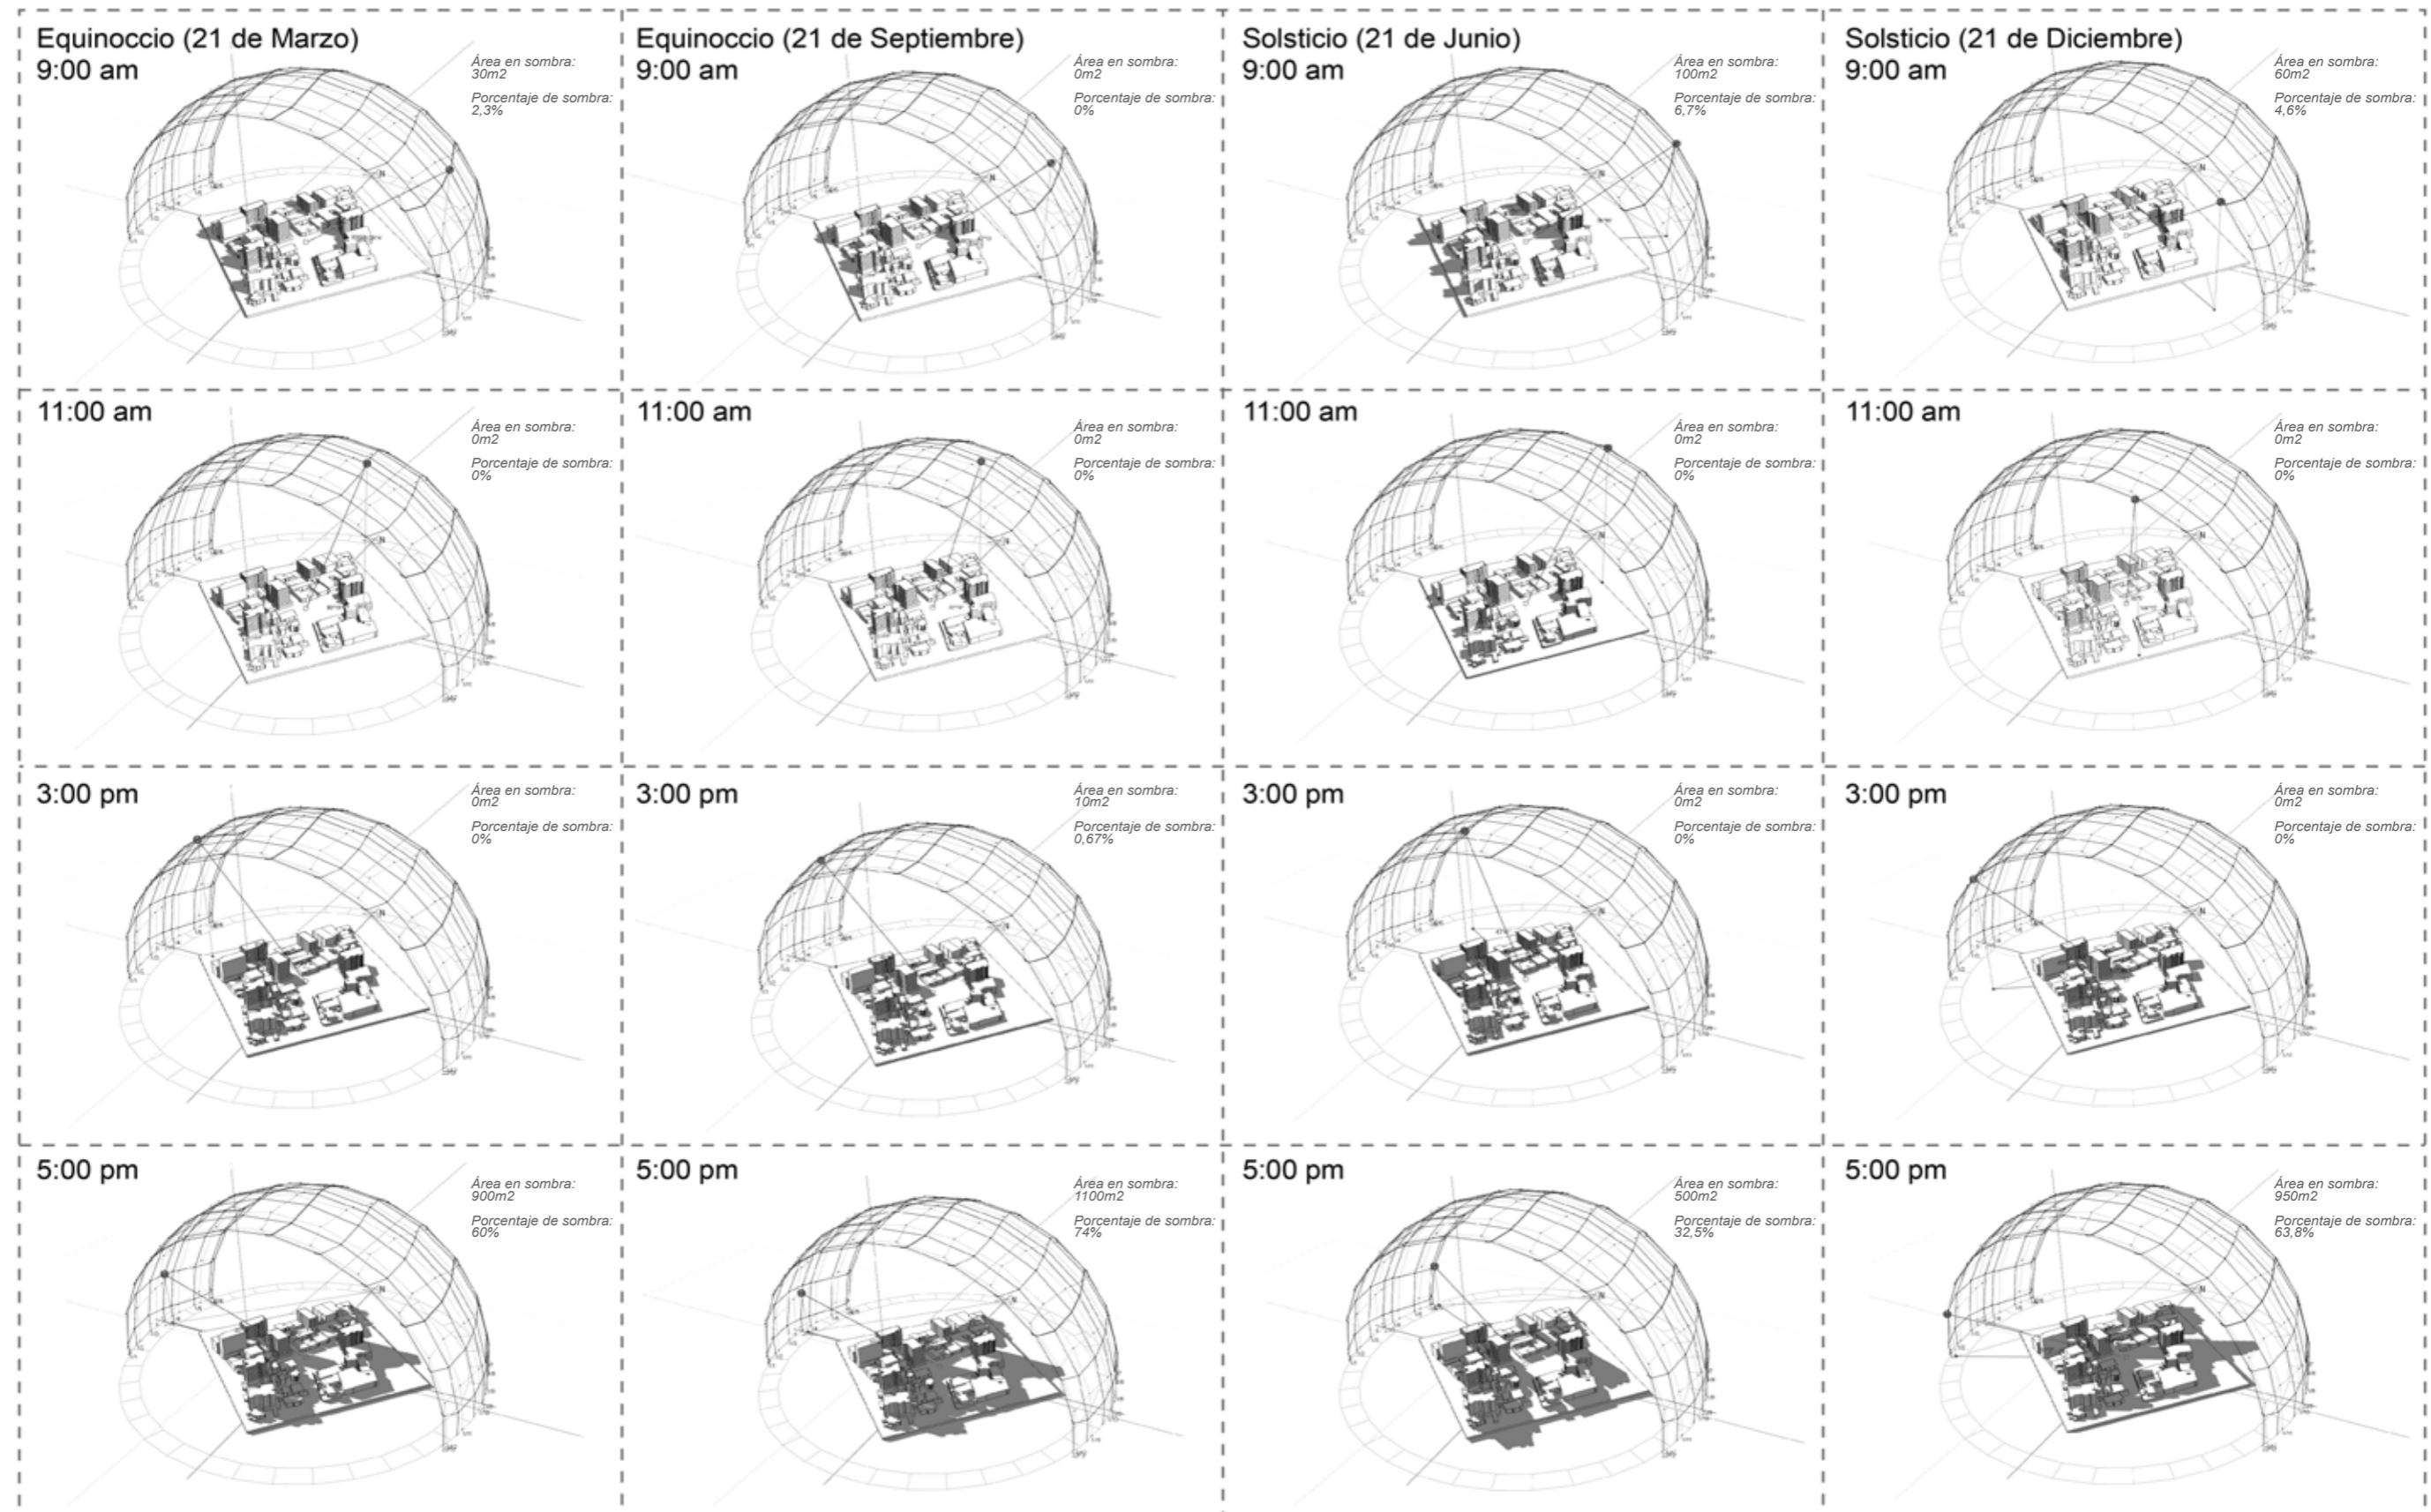 Equinoccio (21 de Marzo)
9:00 am
Área en sombra:
30m2
Porcentaje de sombra:
2,3%
N
Equinoccio (21 de Septiembre)
9:00 am
Área en sombra:
0m2
Porcentaje de sombra:
0%
N
Solsticio (21 de Junio)
9:00 am
Área en sombra:
100m2
Porcentaje de sombra:
6,7%
N
Solsticio (21 de Diciembre)
9:00 am
Área en sombra:
60m2
Porcentaje de sombra:
4,6%
N
11:00 am
Área en sombra:
0m2
Porcentaje de sombra:
0%
N
11:00 am
Área en sombra:
0m2
Porcentaje de sombra:
0%
N
11:00 am
Área en sombra:
0m2
Porcentaje de sombra:
0%
N
11:00 am
Área en sombra:
0m2
Porcentaje de sombra:
0%
N
3:00 pm
Área en sombra:
0m2
Porcentaje de sombra:
0%
N
3:00 pm
Área en sombra:
10m2
Porcentaje de sombra:
0,67%
N
3:00 pm
Área en sombra:
0m2
Porcentaje de sombra:
0%
N
3:00 pm
Área en sombra:
0m2
Porcentaje de sombra:
0%
N
5:00 pm
Área en sombra:
900m2
Porcentaje de sombra:
60%
N
5:00 pm
Área en sombra:
1100m2
Porcentaje de sombra:
74%
N
5:00 pm
Área en sombra:
500m2
Porcentaje de sombra:
32,5%
N
5:00 pm
Área en sombra:
950m2
Porcentaje de sombra:
63,8%
N